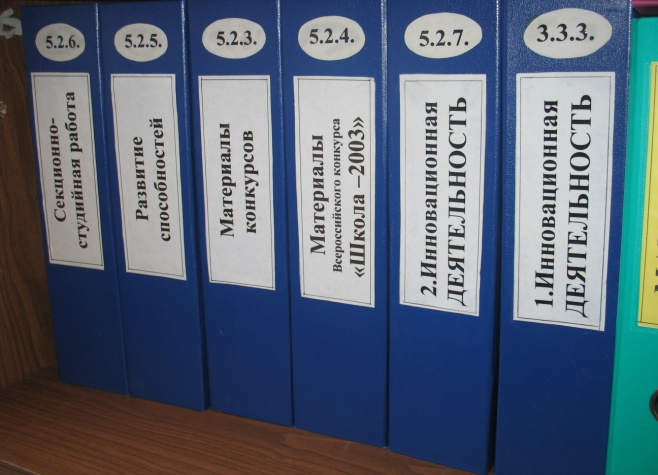 5.2.6.
Секционно-
студийная работа
5.2.5.
Развитие
способностей
5.2.3.
Материалы
конкурсов
5.2.4.
Материалы
Всероссийского конкурса
«Школа –2003»
5.2.7.
2.Инновационная
ДЕЯТЕЛЬНОСТЬ
3.3.3.
1.Инновационная
ДЕЯТЕЛЬНОСТЬ